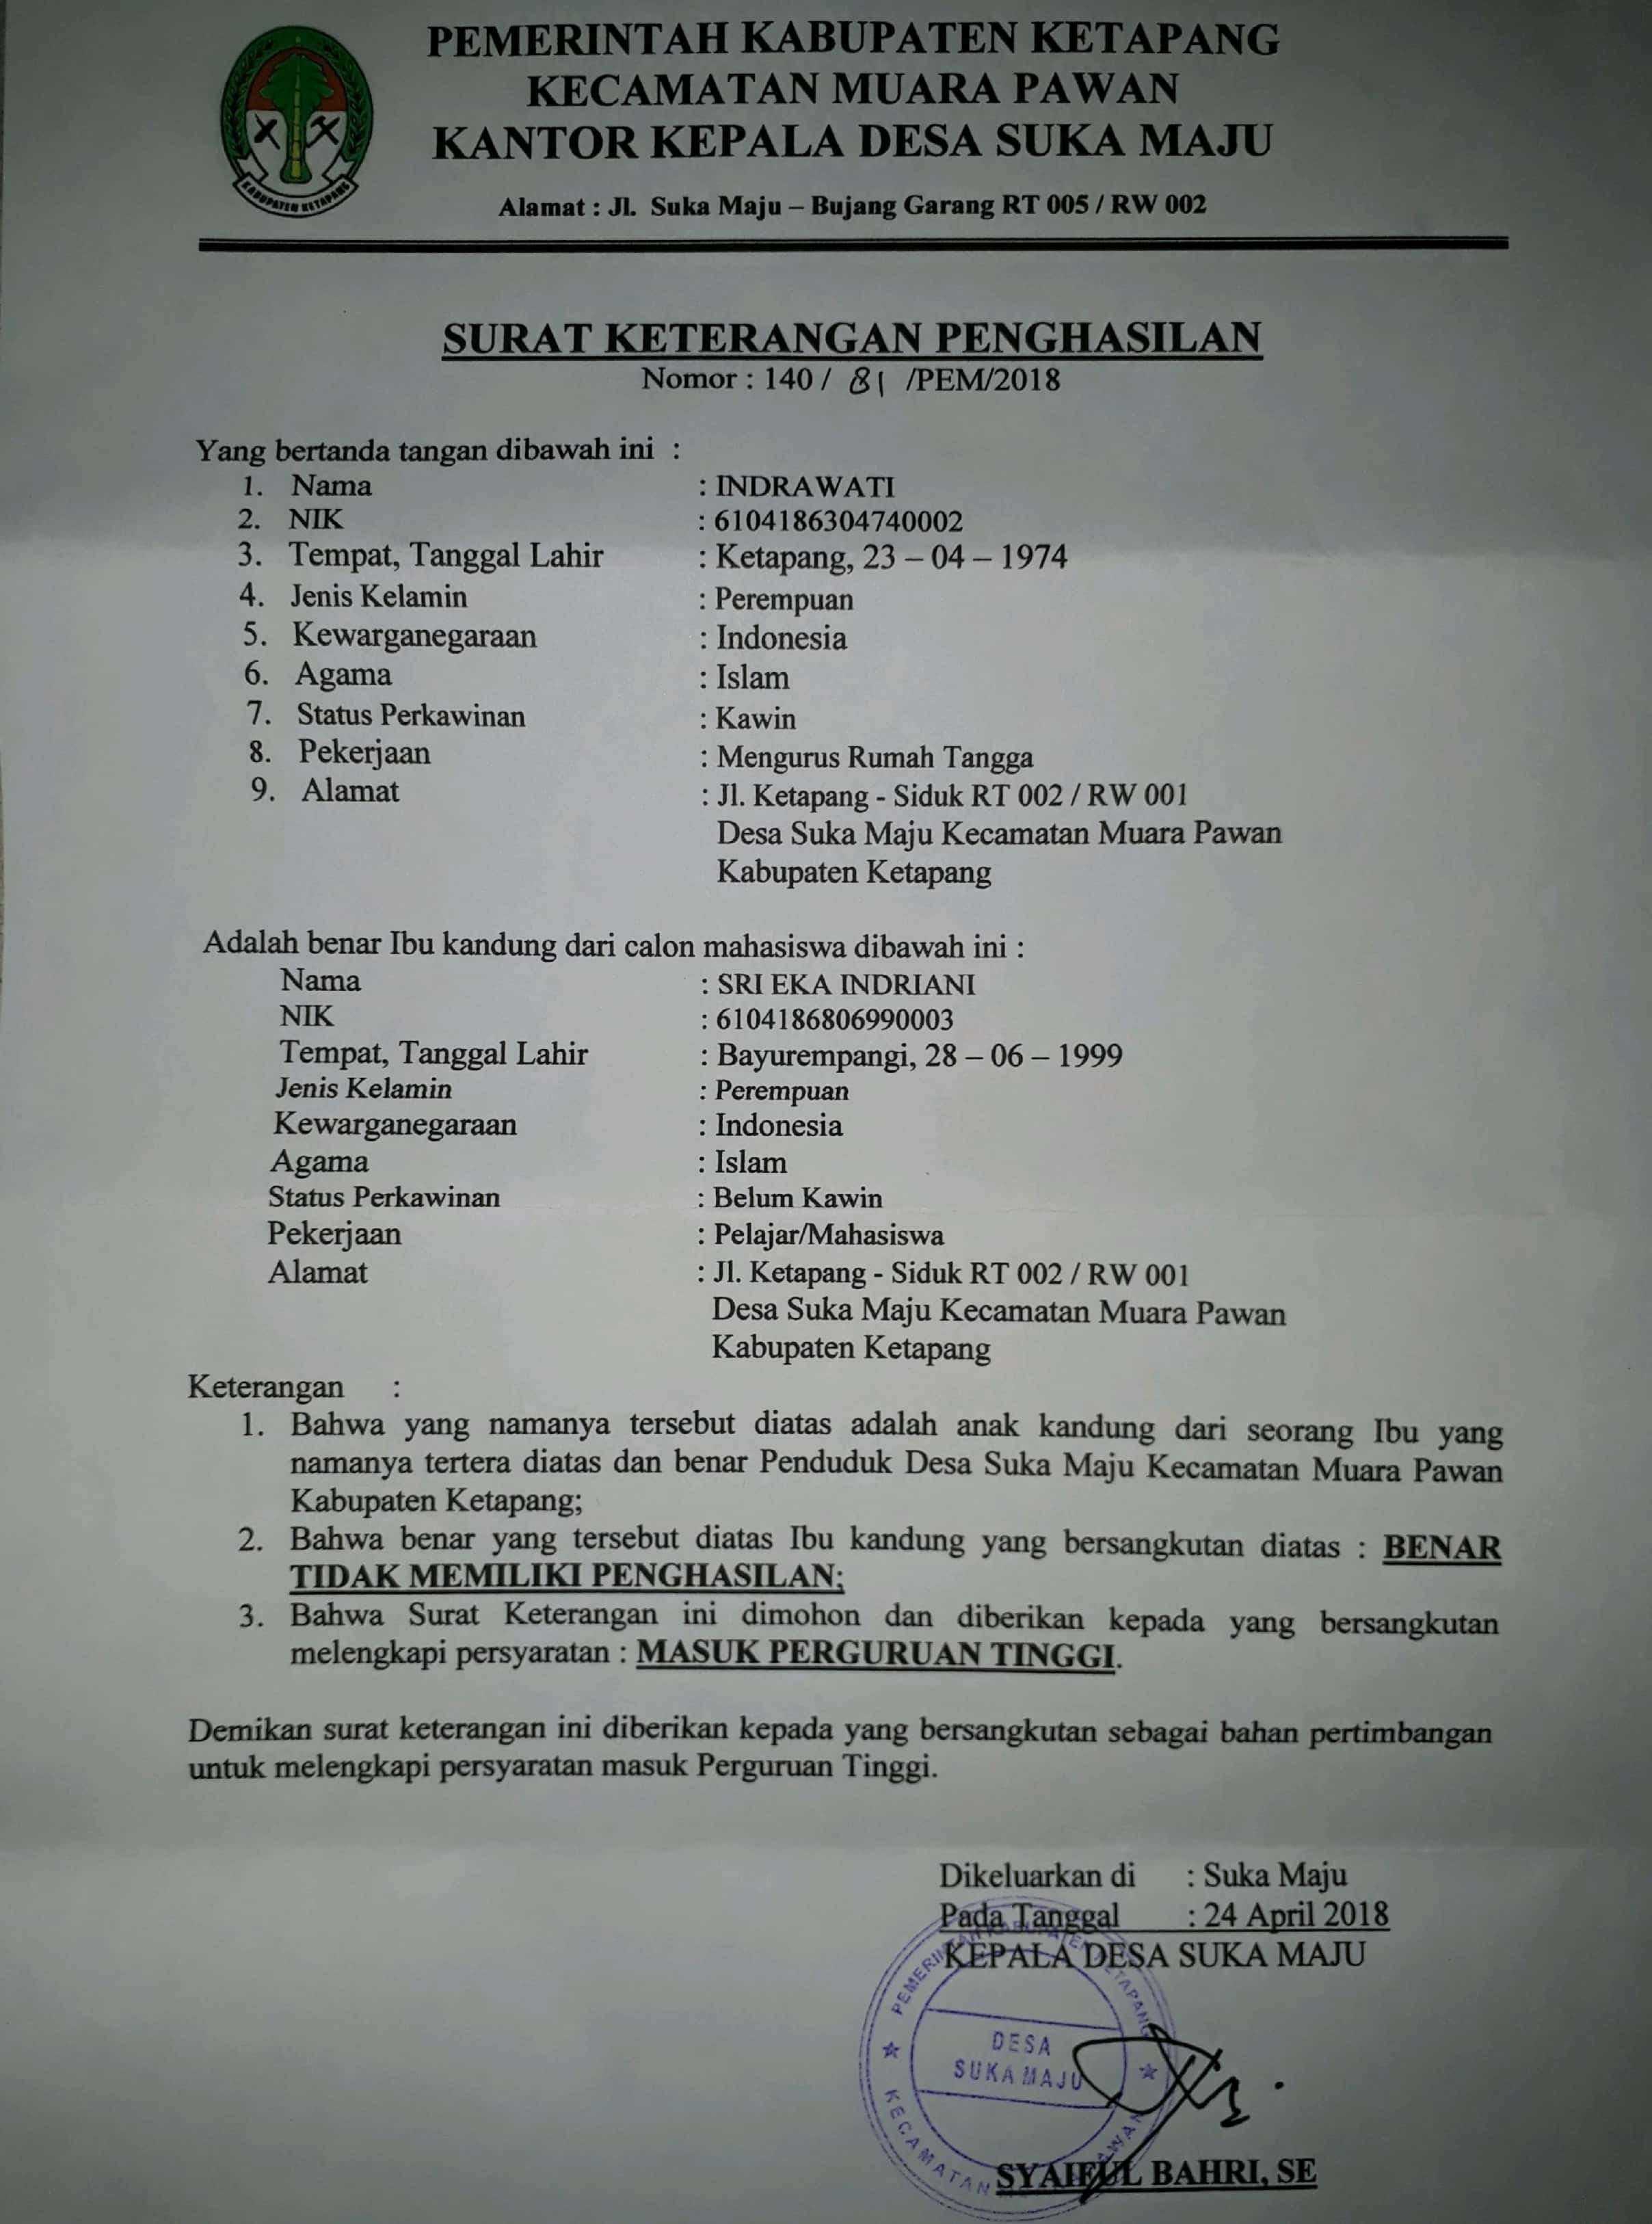 PEMERINTAH KABUPATEN KETAPANG
KECAMATAN MUARA PAWAN
KANTOR KEPALA DESA SUKA MAJU
Alamat : Jl. Suka Maju – Bujang Garang RT 005 / RW 002
KABUPATEN KETAPANG
SURAT KETERANGAN PENGHASILAN
Nomor : 140 / 81 /PEM/2018
Yang bertanda tangan dibawah ini :
1. Nama : INDRAWATI
2. NIK : 6104186304740002
3. Tempat, Tanggal Lahir : Ketapang, 23 – 04 – 1974
4. Jenis Kelamin : Perempuan
5. Kewarganegaraan : Indonesia
6. Agama : Islam
7. Status Perkawinan : Kawin
8. Pekerjaan : Mengurus Rumah Tangga
9. Alamat : Jl. Ketapang - Siduk RT 002 / RW 001
Desa Suka Maju Kecamatan Muara Pawan
Kabupaten Ketapang
Adalah benar Ibu kandung dari calon mahasiswa dibawah ini :
Nama : SRI EKA INDRIANI
NIK : 6104186806990003
Tempat, Tanggal Lahir : Bayurempangi, 28 – 06 – 1999
Jenis Kelamin : Perempuan
Kewarganegaraan : Indonesia
Agama : Islam
Status Perkawinan : Belum Kawin
Pekerjaan : Pelajar/Mahasiswa
Alamat : Jl. Ketapang - Siduk RT 002 / RW 001
Desa Suka Maju Kecamatan Muara Pawan
Kabupaten Ketapang
Keterangan :
1. Bahwa yang namanya tersebut diatas adalah anak kandung dari seorang Ibu yang
namanya tertera diatas dan benar Penduduk Desa Suka Maju Kecamatan Muara Pawan
Kabupaten Ketapang;
2. Bahwa benar yang tersebut diatas Ibu kandung yang bersangkutan diatas : BENAR
TIDAK MEMILIKI PENGHASILAN;
3. Bahwa Surat Keterangan ini dimohon dan diberikan kepada yang bersangkutan
melengkapi persyaratan : MASUK PERGURUAN TINGGI.
Demikan surat keterangan ini diberikan kepada yang bersangkutan sebagai bahan pertimbangan
untuk melengkapi persyaratan masuk Perguruan Tinggi.
Dikeluarkan di : Suka Maju
Pada Tanggal : 24 April 2018
KEPALA DESA SUKA MAJU
PEMERINTAH KABUPATEN KETAPANG
DESA
SUKA MAJU
KECAMATAN
SYAIFUL BAHRI, SE